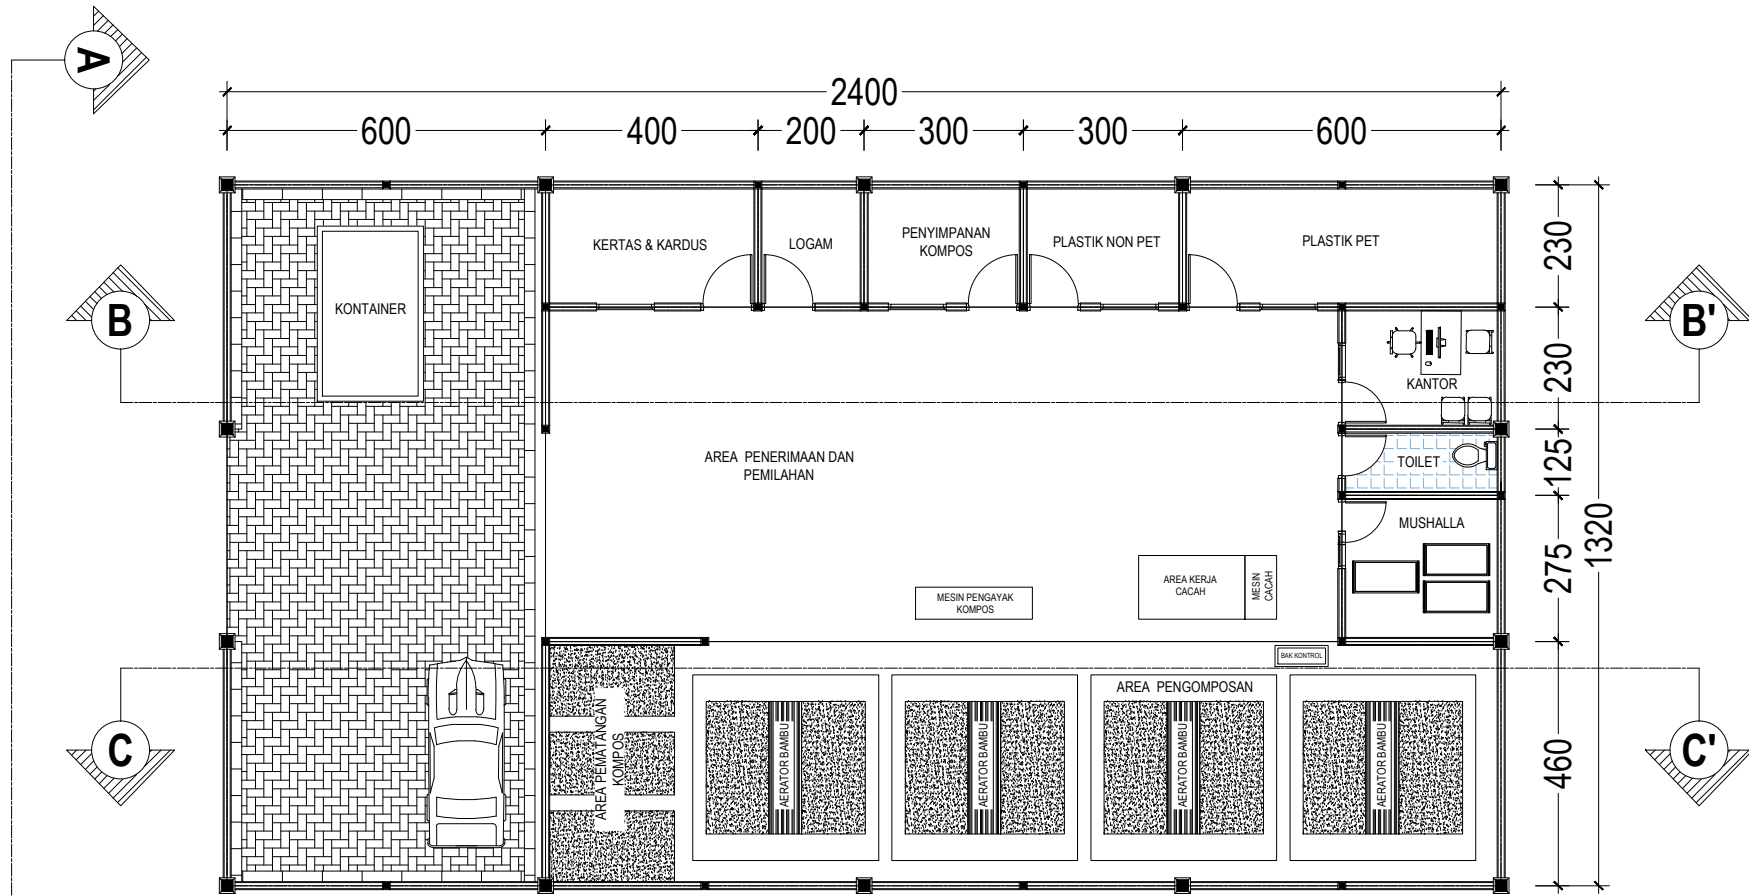 A
2400
600
400
200
300
300
600
KERTAS & KARDUS
LOGAM
PENYIMPANAN
KOMPOS
PLASTIK NON PET
PLASTIK PET
230
KONTAINER
B
B'
230
KANTOR
AREA PENERIMAAN DAN
PEMILAHAN
TOILET
125
MUSHALLA
1320
275
AREA KERJA
CACAH
MESIN
CACAH
MESIN PENGAYAK
KOMPOS
BAK KONTROL
AREA PENGOMPOSAN
AREA PEMATANGAN
KOMPOS
AERATOR BAMBU
AERATOR BAMBU
AERATOR BAMBU
AERATOR BAMBU
C
C'
460